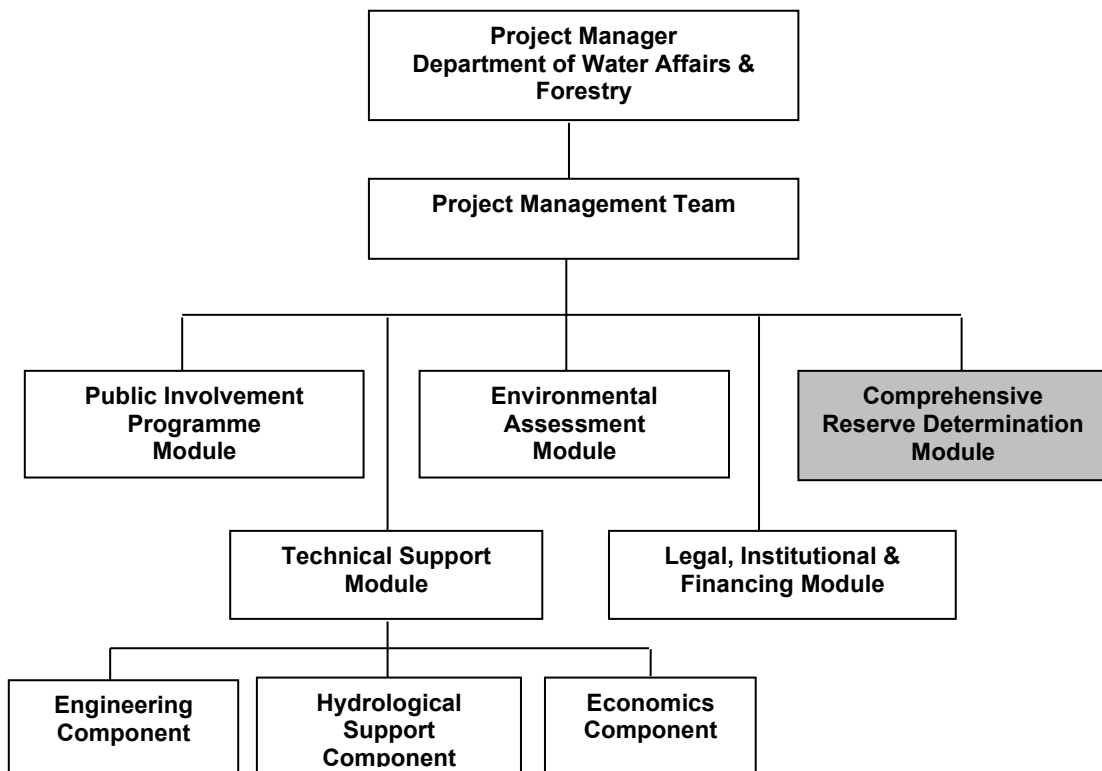 Project Manager
Department of Water Affairs &
Forestry
Project Management Team
Public Involvement
Programme
Module
Environmental
Assessment
Module
Comprehensive
Reserve Determination
Module
Technical Support
Module
Legal, Institutional &
Financing Module
Engineering
Component
Hydrological
Support
Component
Economics
Component